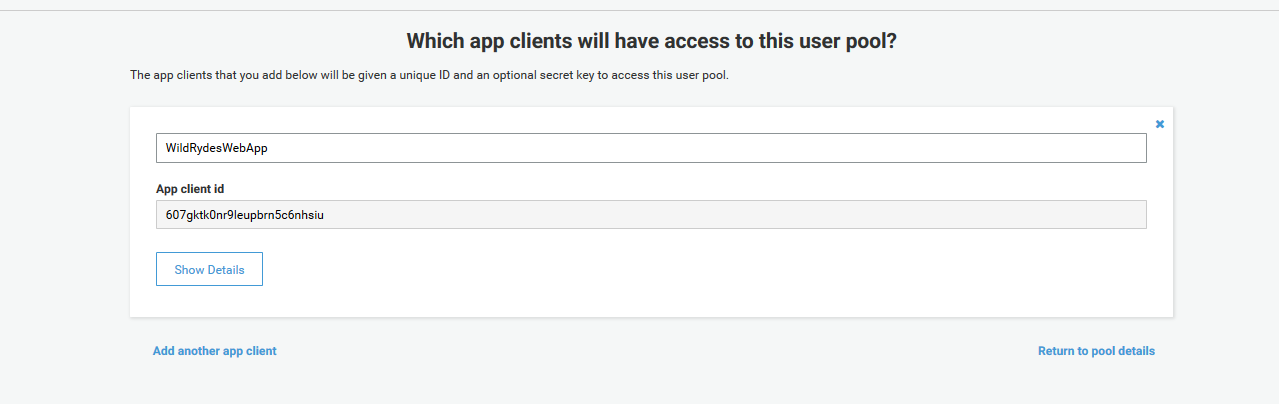 Which app clients will have access to this user pool?
The app clients that you add below will be given a unique ID and an optional secret key to access this user pool.
WildRydesWebApp
App client id
607gktk0nr9leupbrn5c6nhsiu
Show Details
Add another app client
Return to pool details